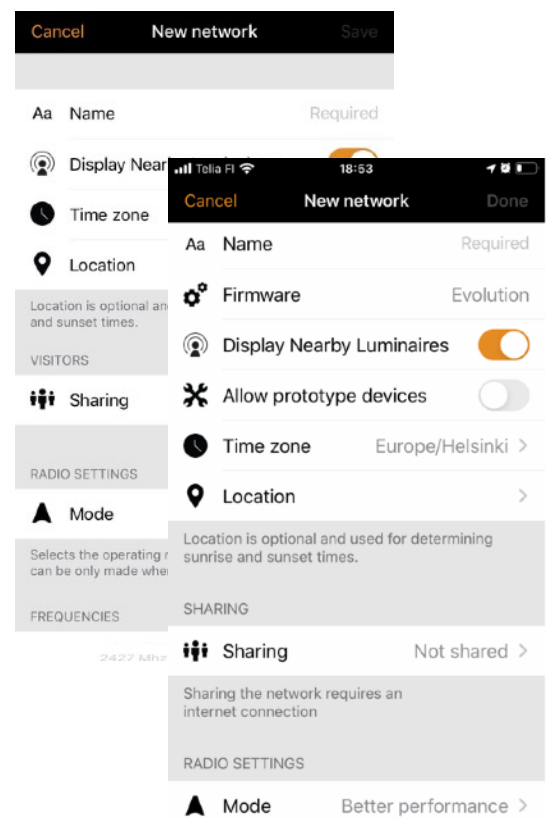 Cancel New network Save
Aa Name Required
Display Near
Time zone
Location
Location is optional an
and sunset times.
VISITORS
Sharing
RADIO SETTINGS
Mode
Selects the operating
can be only made whe
FREQUENCIES
2427 Mhz
Telia FI 18:53
Cancel New network Done
Aa Name Required
Firmware Evolution
Display Nearby Luminaires
Allow prototype devices
Time zone Europe/Helsinki >
Location >
Location is optional and used for determining
sunrise and sunset times.
SHARING
Sharing Not shared >
Sharing the network requires an
internet connection
RADIO SETTINGS
Mode Better performance >